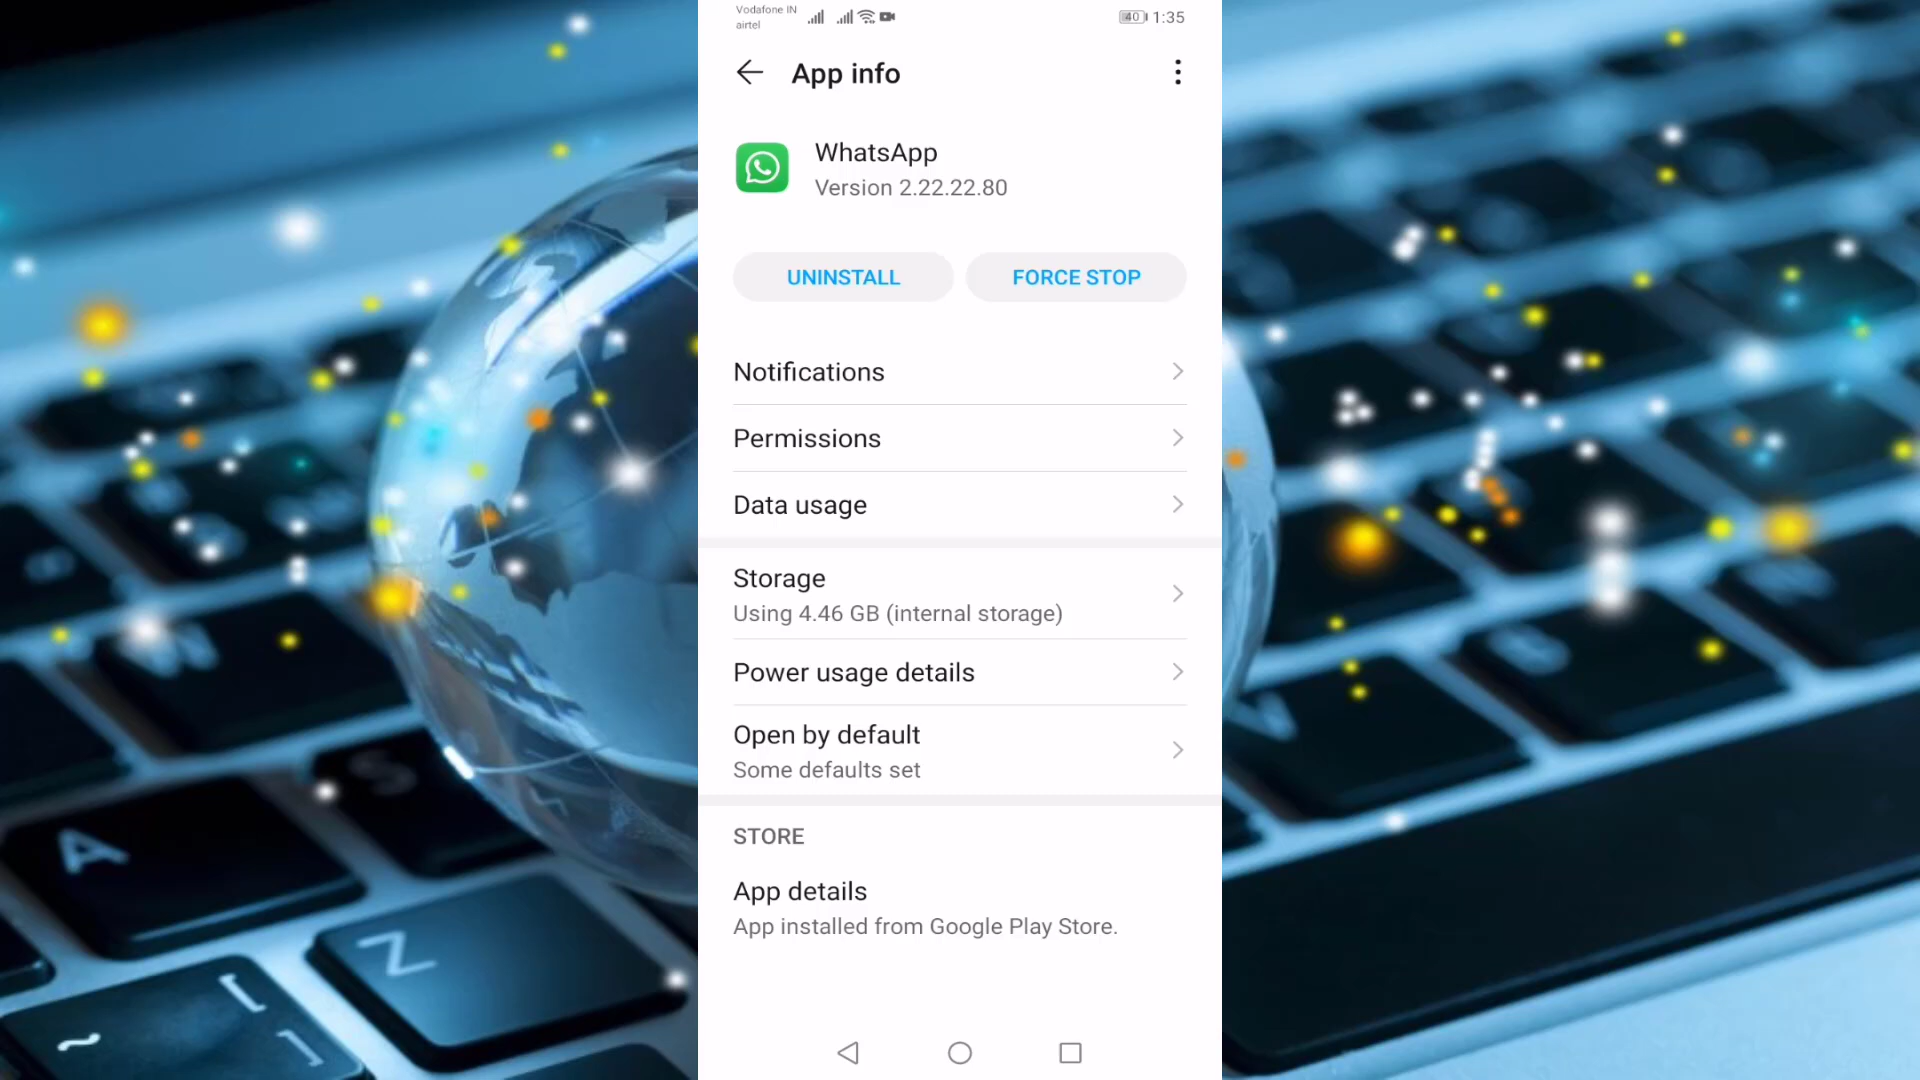 Vodafone IN
airtel
40 1:35
App info
WhatsApp
Version 2.22.22.80
UNINSTALL
FORCE STOP
Notifications
Permissions
Data usage
Storage
Using 4.46 GB (internal storage)
Power usage details
Open by default
Some defaults set
STORE
App details
App installed from Google Play Store.
A
S
Z
W
V
~
[
]